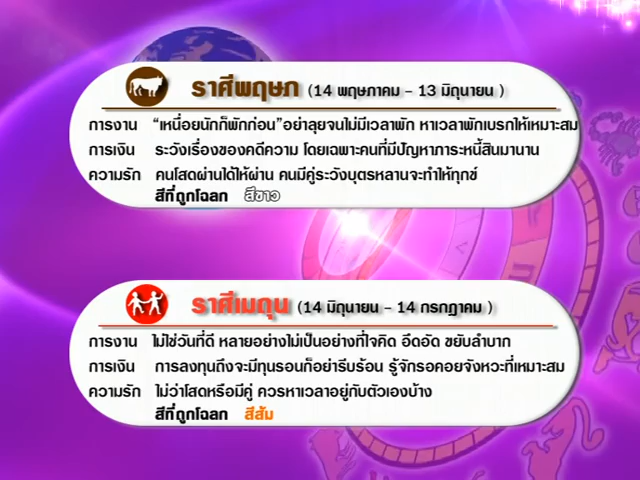 ราศีพฤษภ (14 พฤษภาคม - 13 มิถุนายน )
การงาน "เหนื่อยนักก็พักก่อน"อย่าลุยจนไม่มีเวลาพัก หาเวลาพักเบรกให้เหมาะสม
การเงิน ระวังเรื่องของคดีความ โดยเฉพาะคนที่มีปัญหาภาระหนี้สินมานาน
ความรัก คนโสดผ่านได้ให้ผ่าน คนมีคู่ระวังบุตรหลานจะทำให้ทุกข์
สีที่ถูกโฉลก สีขาว
ราศีเมถุน (14 มิถุนายน - 14 กรกฎาคม )
การงาน ไม่ใช่วันที่ดี หลายอย่างไม่เป็นอย่างที่ใจคิด อึดอัด ขยับลำบาก
การเงิน การลงทุนถึงจะมีทุนรอนก็อย่ารีบร้อน รู้จักรอคอยจังหวะที่เหมาะสม
ความรัก ไม่ว่าโสดหรือมีคู่ ควรหาเวลาอยู่กับตัวเองบ้าง
สีที่ถูกโฉลก สีส้ม